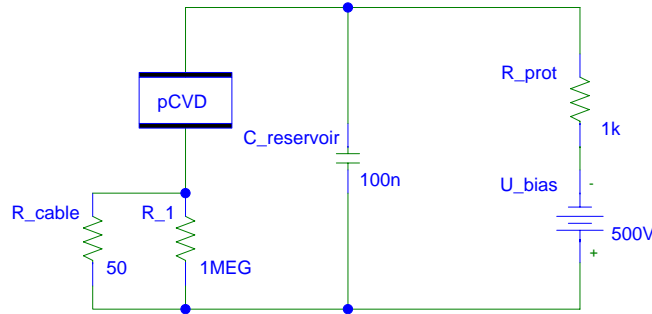 R_prot
pCVD
1k
C_reservoir
100n
U_bias
-
500V
+
R_cable
R_1
50
1MEG